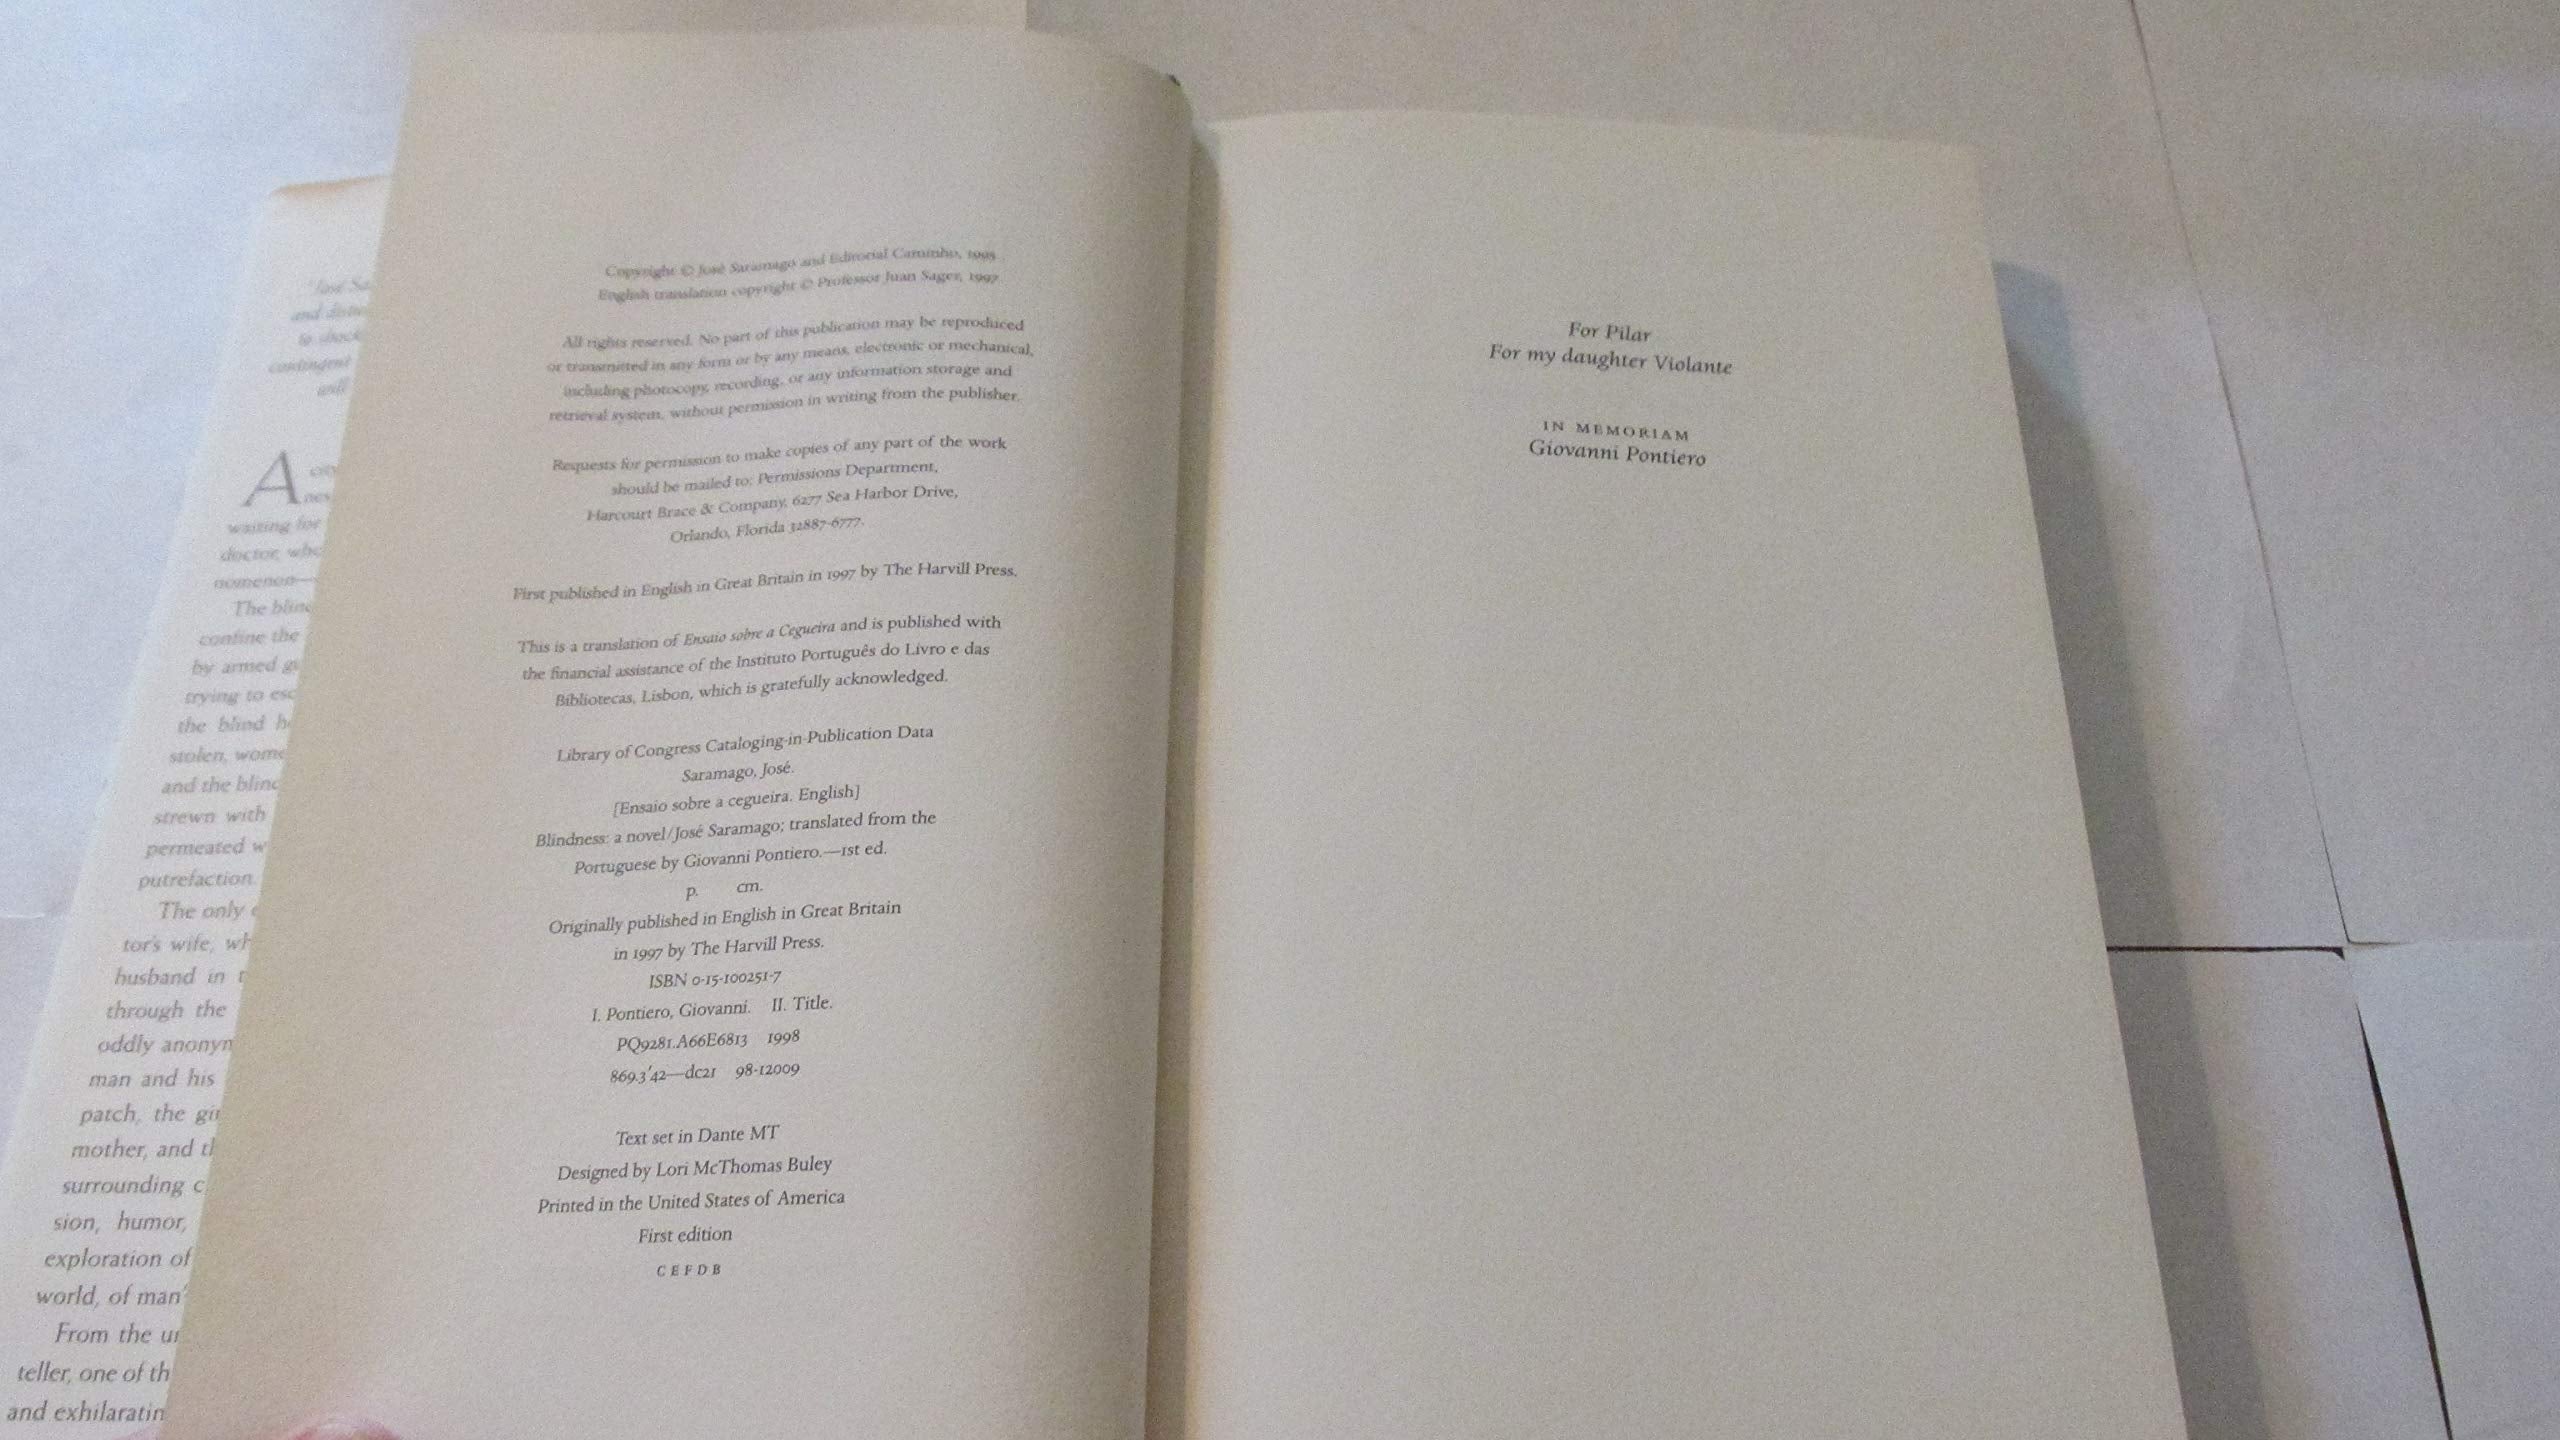 and disti
to shock
contingent
will
A city
nes
waiting for
doctor, who
nomenon—
The blind
confine the
by armed gu
trying to esc
the blind h
stolen, wome
and the blind
strewn with
permeated w
putrefaction.
The only
tor's wife, wh
husband in t
through the
oddly anonym
man and his
patch, the gir
mother, and th
surrounding c
sion, humor,
exploration of
world, of man'
From the un
teller, one of th
and exhilaratin
Copyright © José Saramago and Editorial Caminho, 1995
English translation copyright © Professor Juan Sager, 1997
All rights reserved. No part of this publication may be reproduced
or transmitted in any form or by any means, electronic or mechanical,
including photocopy, recording, or any information storage and
retrieval system, without permission in writing from the publisher.
Requests for permission to make copies of any part of the work
should be mailed to: Permissions Department,
Harcourt Brace & Company, 6277 Sea Harbor Drive,
Orlando, Florida 32887-6777.
First published in English in Great Britain in 1997 by The Harvill Press.
This is a translation of Ensaio sobre a Cegueira and is published with
the financial assistance of the Instituto Português do Livro e das
Bibliotecas, Lisbon, which is gratefully acknowledged.
Library of Congress Cataloging-in-Publication Data
Saramago, José.
[Ensaio sobre a cegueira. English]
Blindness: a novel/José Saramago; translated from the
Portuguese by Giovanni Pontiero.—1st ed.
p. cm.
Originally published in English in Great Britain
in 1997 by The Harvill Press.
ISBN 0-15-100251-7
I. Pontiero, Giovanni. II. Title.
PQ9281.A66E6813 1998
869.3'42—dc21 98-12009
Text set in Dante MT
Designed by Lori McThomas Buley
Printed in the United States of America
First edition
C E F D B
For Pilar
For my daughter Violante
IN MEMORIAM
Giovanni Pontiero